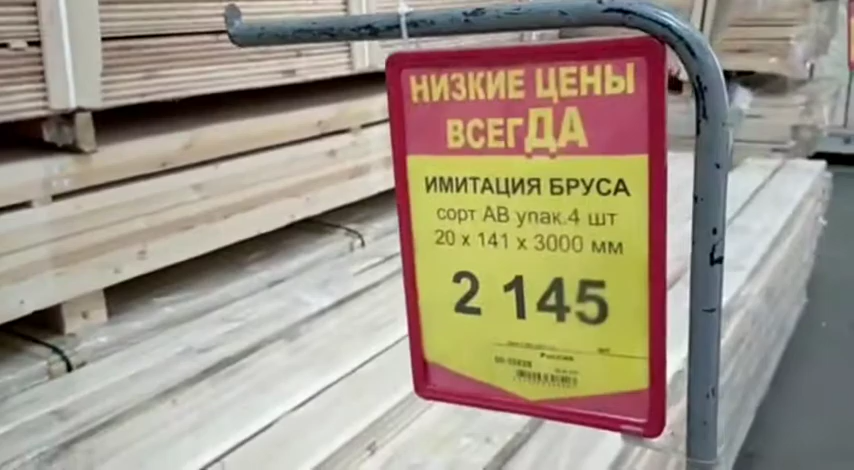 НИЗКИЕ ЦЕНЫ
ВСЕГДА
ИМИТАЦИЯ БРУСА
сорт АВ упак.4 шт
20 х 141 х 3000 мм
2 145
Россия